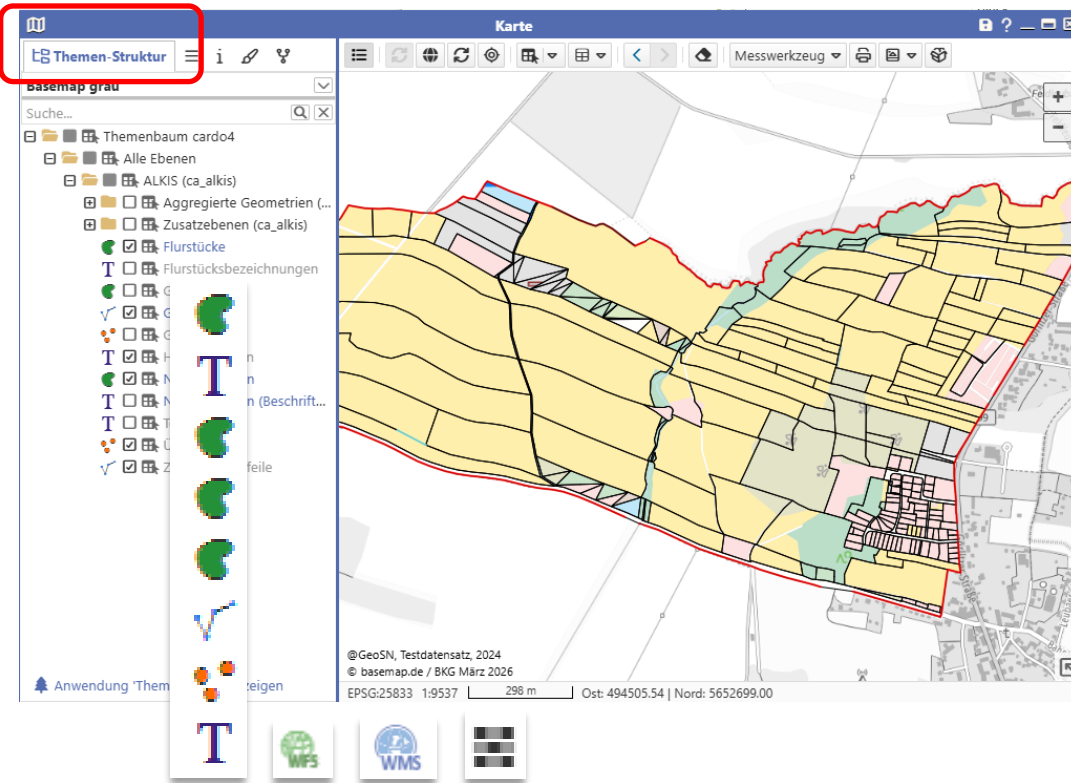 Karte
?
Themen-Struktur
i
Messwerkzeug
Basemap grau
Suche...
Themenbaum cardo4
Alle Ebenen
ALKIS (ca_alkis)
Aggregierte Geometrien (...
Zusatzebenen (ca_alkis)
Flurstücke
T Flurstücksbezeichnungen
T
T (Beschrift...
T
T
T
@GeoSN, Testdatensatz, 2024
© basemap.de / BKG März 2026
Anwendung 'Them zeigen
EPSG:25833 1:9537 298 m Ost: 494505.54 | Nord: 5652699.00
WFS
WMS